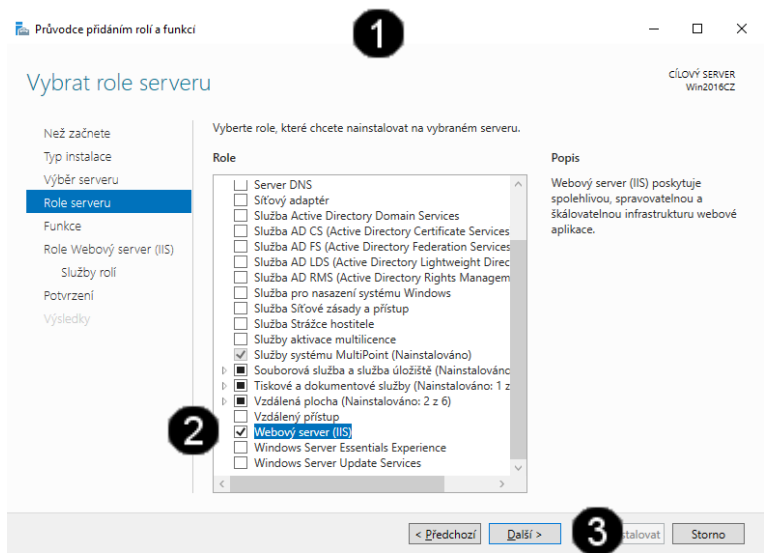 Průvodce přidáním rolí a funkcí
1
Vybrat role serveru
CÍLOVÝ SERVER
Win2016CZ
Než začnete
Typ instalace
Výběr serveru
Role serveru
Funkce
Role Webový server (IIS)
Služby rolí
Potvrzení
Výsledky
Vyberte role, které chcete nainstalovat na vybraném serveru.
Role
Server DNS
Síťový adaptér
Služba Active Directory Domain Services
Služba AD CS (Active Directory Certificate Services
Služba AD FS (Active Directory Federation Services
Služba AD LDS (Active Directory Lightweight Direc
Služba AD RMS (Active Directory Rights Managem
Služba pro nasazení systému Windows
Služba Síťové zásady a přístup
Služba Strážce hostitele
Služby aktivace multilicence
Služby systému MultiPoint (Nainstalováno)
Souborová služba a služba úložiště (Nainstalováno
Tiskové a dokumentové služby (Nainstalováno: 1 z
Vzdálená plocha (Nainstalováno: 2 z 6)
Vzdálený přístup
2
Webový server (IIS)
Windows Server Essentials Experience
Windows Server Update Services
Popis
Webový server (IIS) poskytuje
spolehlivou, spravovatelnou a
škálovatelnou infrastrukturu webové
aplikace.
< Předchozí
Další >
3
talovat
Storno